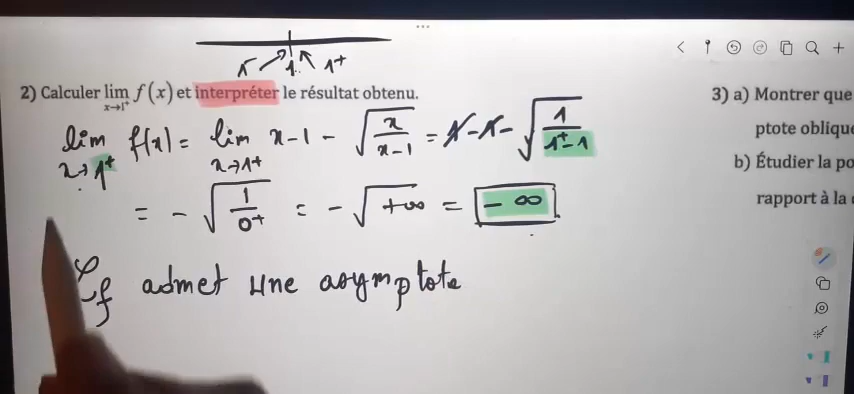 1⁻ 1 1⁺
2) Calculer lim x→1⁺ f(x) et interpréter le résultat obtenu.
lim x→1⁺ f(x) = lim x→1⁺ x-1 - √(x/(x-1)) = 1-1- √(1/(1⁺-1))
= - √(1/0⁺) = - √(+∞) = - ∞
𝒞f admet une asymptote
3) a) Montrer que
ptote oblique
b) Étudier la po
rapport à la